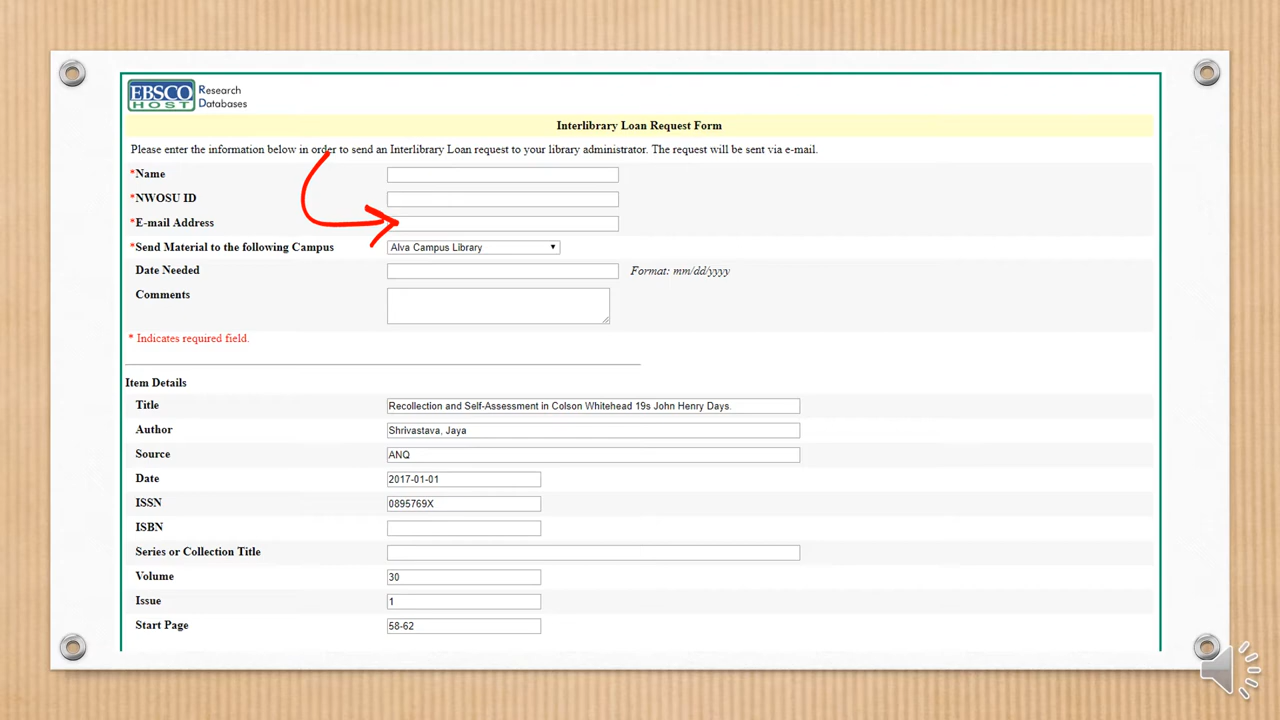 EBSCO Research
HOST Databases
Interlibrary Loan Request Form
Please enter the information below in order to send an Interlibrary Loan request to your library administrator. The request will be sent via e-mail.
*Name
*NWOSU ID
*E-mail Address
*Send Material to the following Campus Alva Campus Library
Date Needed Format: mm/dd/yyyy
Comments
* Indicates required field.
Item Details
Title Recollection and Self-Assessment in Colson Whitehead 19s John Henry Days.
Author Shrivastava, Jaya
Source ANQ
Date 2017-01-01
ISSN 0895769X
ISBN
Series or Collection Title
Volume 30
Issue 1
Start Page 58-62